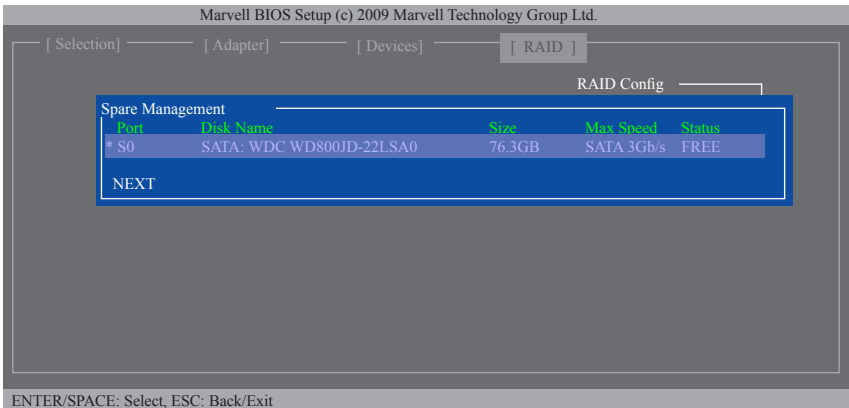 Marvell BIOS Setup (c) 2009 Marvell Technology Group Ltd.
[ Selection] [ Adapter] [ Devices] [ RAID ]
RAID Config
Spare Management
Port Disk Name Size Max Speed Status
* S0 SATA: WDC WD800JD-22LSA0 76.3GB SATA 3Gb/s FREE
NEXT
ENTER/SPACE: Select, ESC: Back/Exit